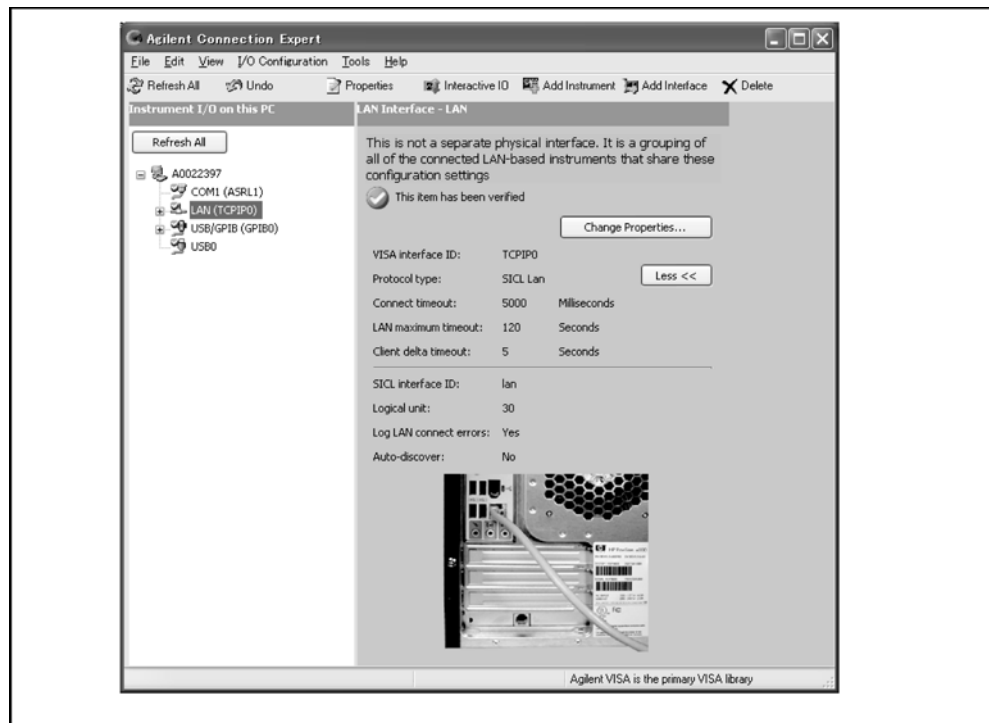 Agilent Connection Expert
File Edit View I/O Configuration Tools Help
Refresh All Undo Properties Interactive IO Add Instrument Add Interface Delete
Instrument I/O on this PC
Refresh All
A0022397
COM1 (ASRL1)
LAN (TCPIP0)
USB/GPIB (GPIB0)
USB0
LAN Interface - LAN
This is not a separate physical interface. It is a grouping of
all of the connected LAN-based instruments that share these
configuration settings
This item has been verified
Change Properties...
VISA interface ID: TCPIP0
Protocol type: SICL Lan
Less <<
Connect timeout: 5000 Milliseconds
LAN maximum timeout: 120 Seconds
Client delta timeout: 5 Seconds
SICL interface ID: lan
Logical unit: 30
Log LAN connect errors: Yes
Auto-discover: No
Agilent VISA is the primary VISA library